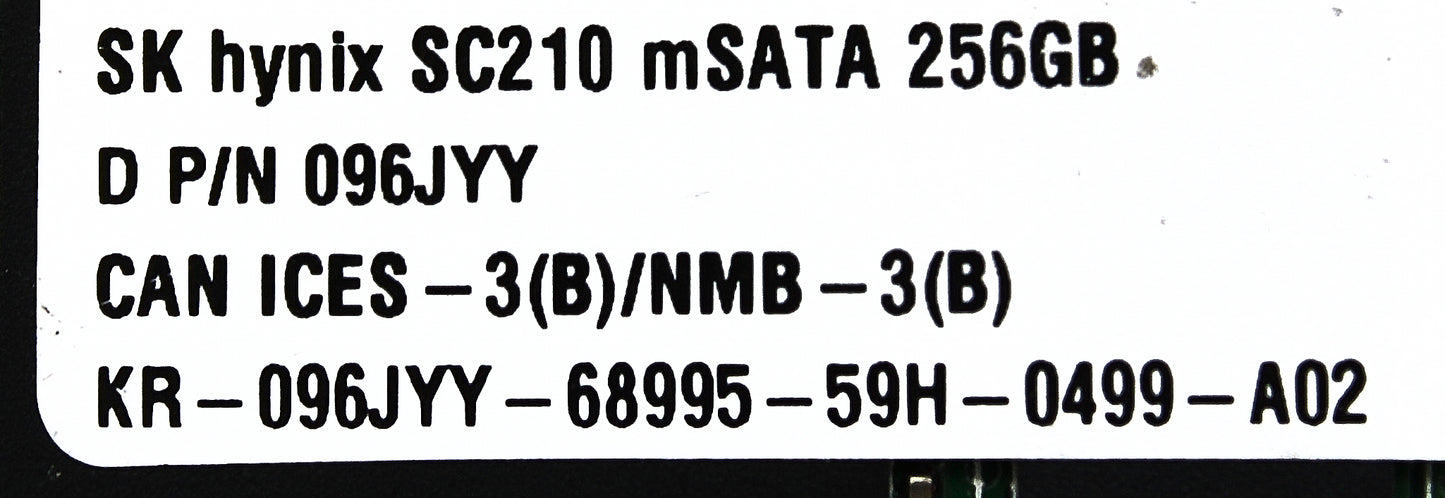 SK hynix SC210 mSATA 256GB
D P/N 096JYY
CAN ICES-3(B)/NMB-3(B)
KR-096JYY-68995-59H-0499-A02